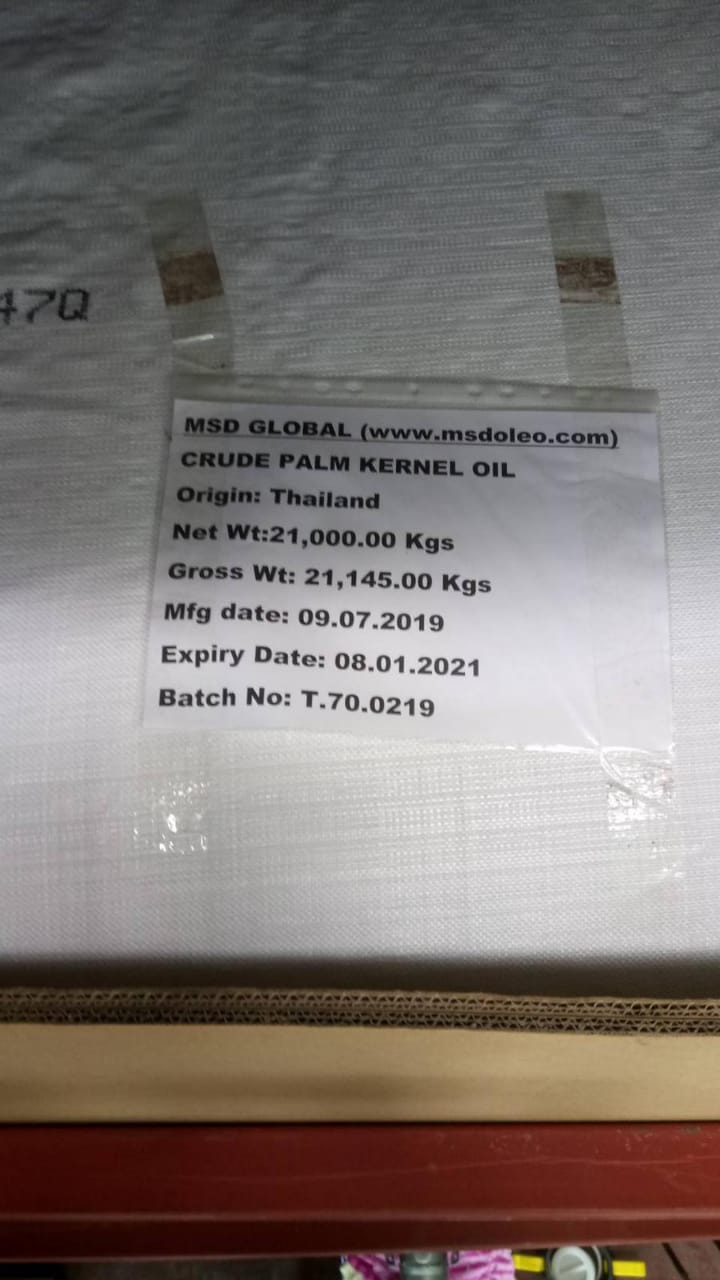 47Q
MSD GLOBAL (www.msdoleo.com)
CRUDE PALM KERNEL OIL
Origin: Thailand
Net Wt:21,000.00 Kgs
Gross Wt: 21,145.00 Kgs
Mfg date: 09.07.2019
Expiry Date: 08.01.2021
Batch No: T.70.0219